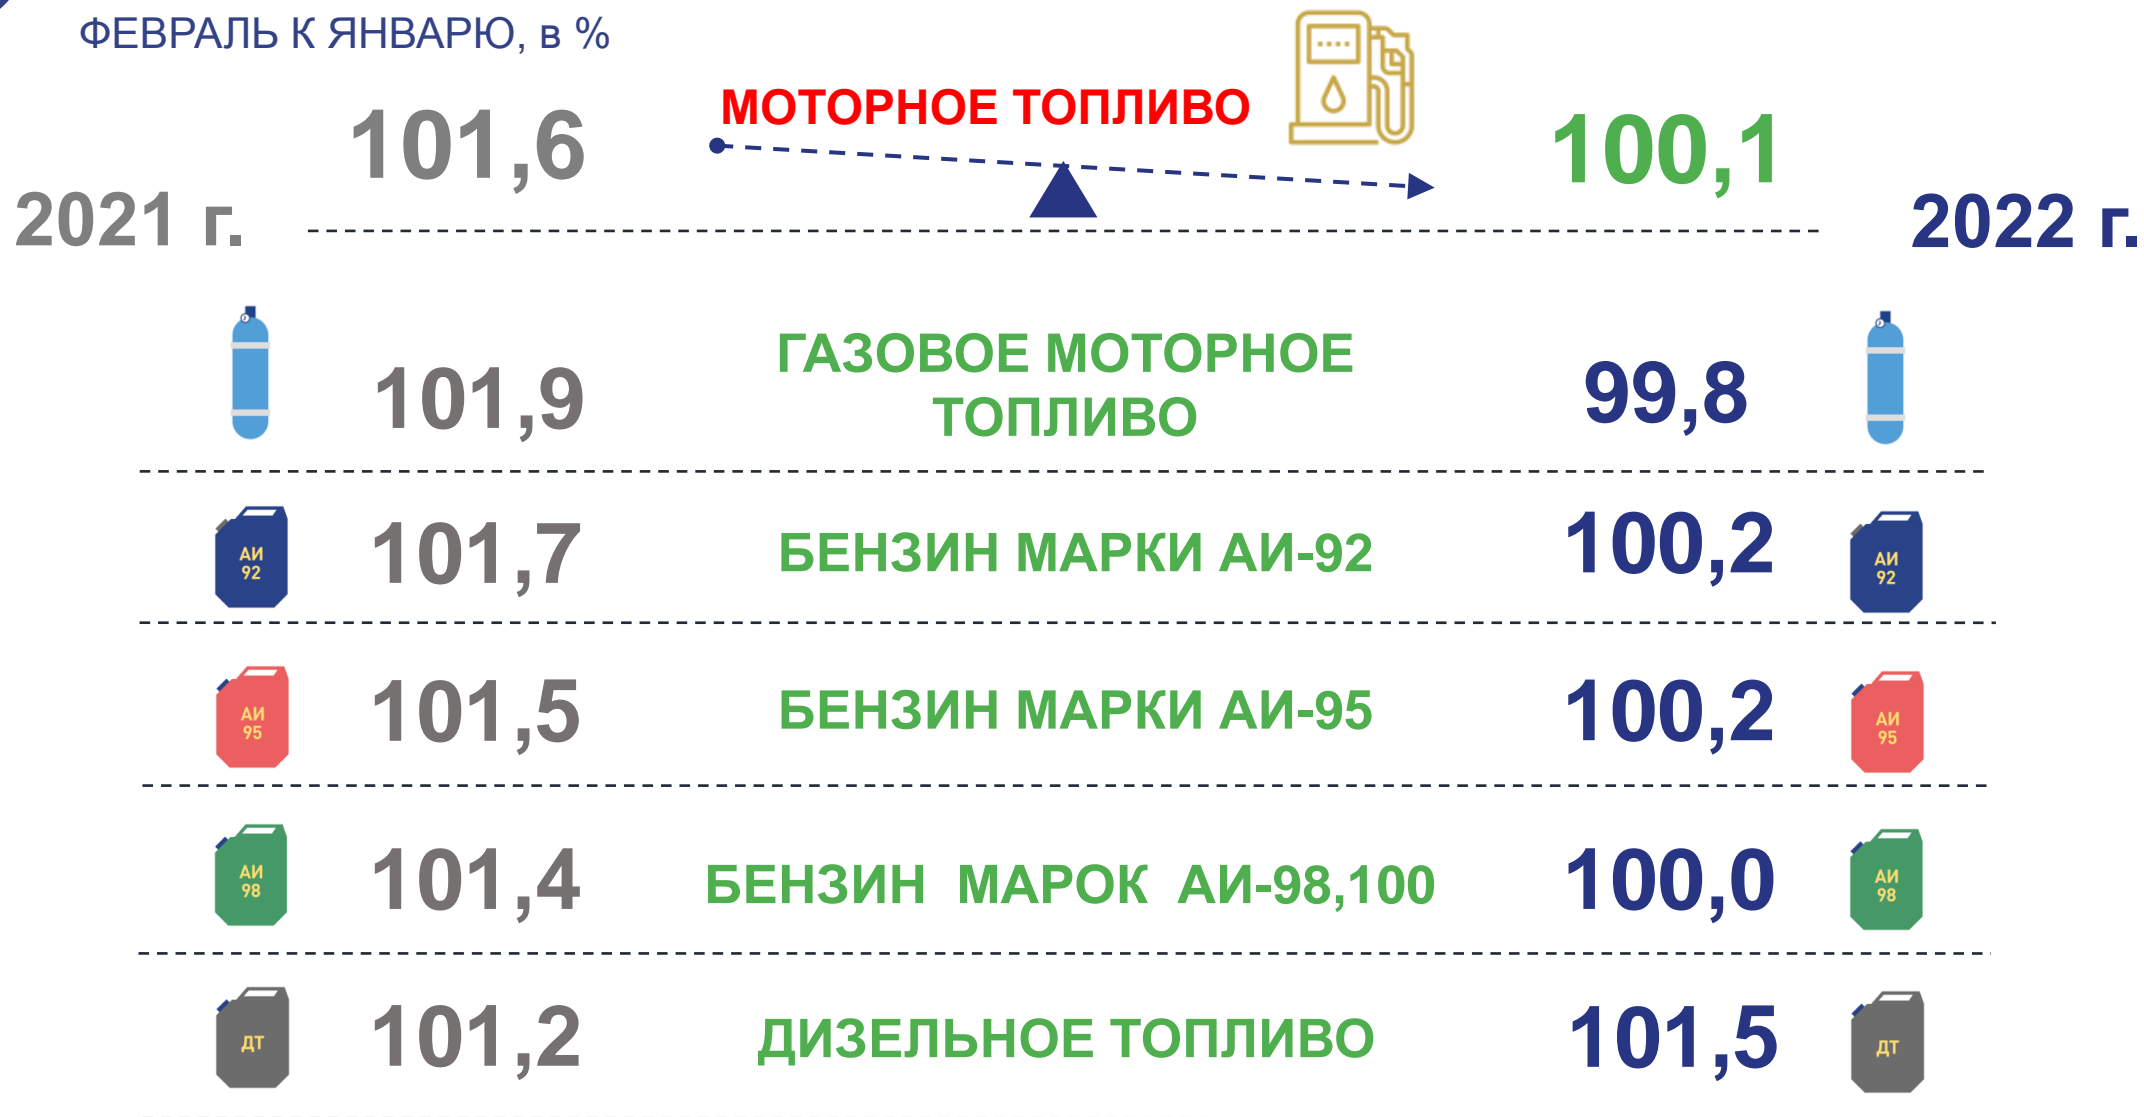 ФЕВРАЛЬ К ЯНВАРЮ, в %
101,6
МОТОРНОЕ ТОПЛИВО
100,1
2021 г.
2022 г.
101,9
ГАЗОВОЕ МОТОРНОЕ
ТОПЛИВО
99,8
АИ
92
101,7
БЕНЗИН МАРКИ АИ-92
100,2
АИ
92
АИ
95
101,5
БЕНЗИН МАРКИ АИ-95
100,2
АИ
95
АИ
98
101,4
БЕНЗИН МАРОК АИ-98,100
100,0
АИ
98
ДТ
101,2
ДИЗЕЛЬНОЕ ТОПЛИВО
101,5
ДТ